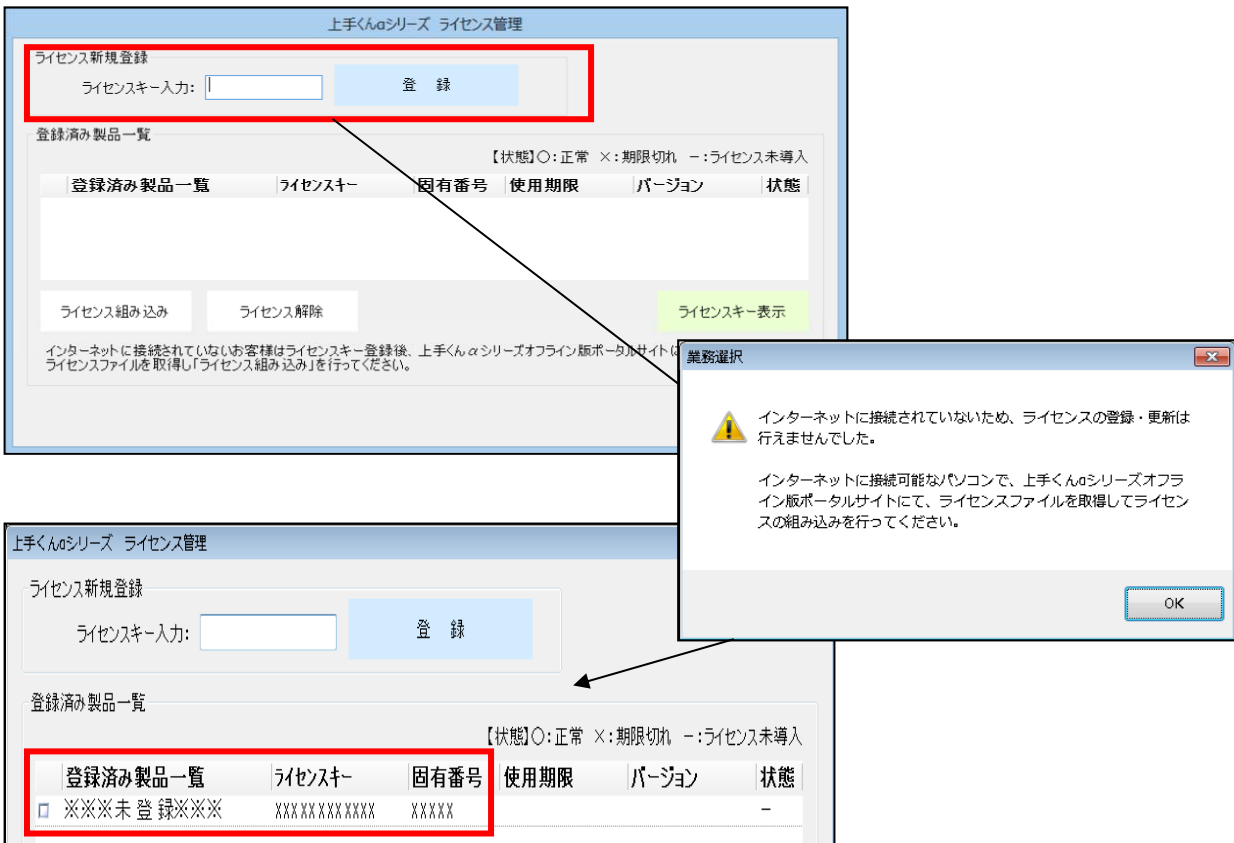 上手くんαシリーズ ライセンス管理
ライセンス新規登録
ライセンスキー入力:
登 録
登録済み製品一覧
【状態】○:正常 ×:期限切れ －:ライセンス未導入
登録済み製品一覧 ライセンスキー 固有番号 使用期限 バージョン 状態
ライセンス組み込み ライセンス解除 ライセンスキー表示
インターネットに接続されていないお客様はライセンスキー登録後、上手くんαシリーズオフライン版ポータルサイトに
ライセンスファイルを取得し「ライセンス組み込み」を行ってください。
業務選択
インターネットに接続されていないため、ライセンスの登録・更新は
行えませんでした。
インターネットに接続可能なパソコンで、上手くんαシリーズオフラ
イン版ポータルサイトにて、ライセンスファイルを取得してライセン
スの組み込みを行ってください。
OK
上手くんαシリーズ ライセンス管理
ライセンス新規登録
ライセンスキー入力:
登 録
登録済み製品一覧
【状態】○:正常 ×:期限切れ －:ライセンス未導入
登録済み製品一覧 ライセンスキー 固有番号 使用期限 バージョン 状態
※※※未 登 録※※※ XXXXXXXXXXXX XXXXX －